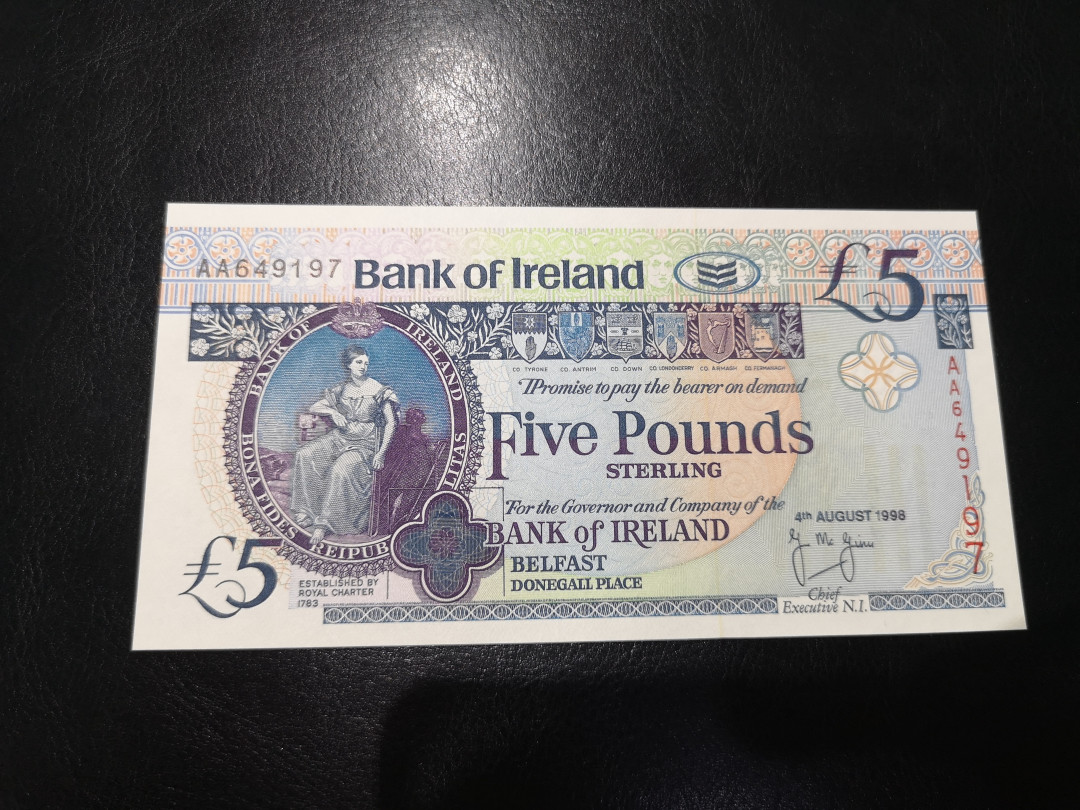 AA649197 Bank of Ireland £5
BANK OF IRELAND
BONA FIDES REIPUBLITAS
CO. TYRONE CO. ANTRIM CO. DOWN CO. LONDONDERRY CO. ARMAGH CO. FERMANAGH
I Promise to pay the bearer on demand
Five Pounds
STERLING
AA649197
For the Governor and Company of the
BANK of IRELAND
BELFAST
DONEGALL PLACE
4th AUGUST 1998
G Mc Ginn
Chief
Executive N.I.
£5
ESTABLISHED BY
ROYAL CHARTER
1783